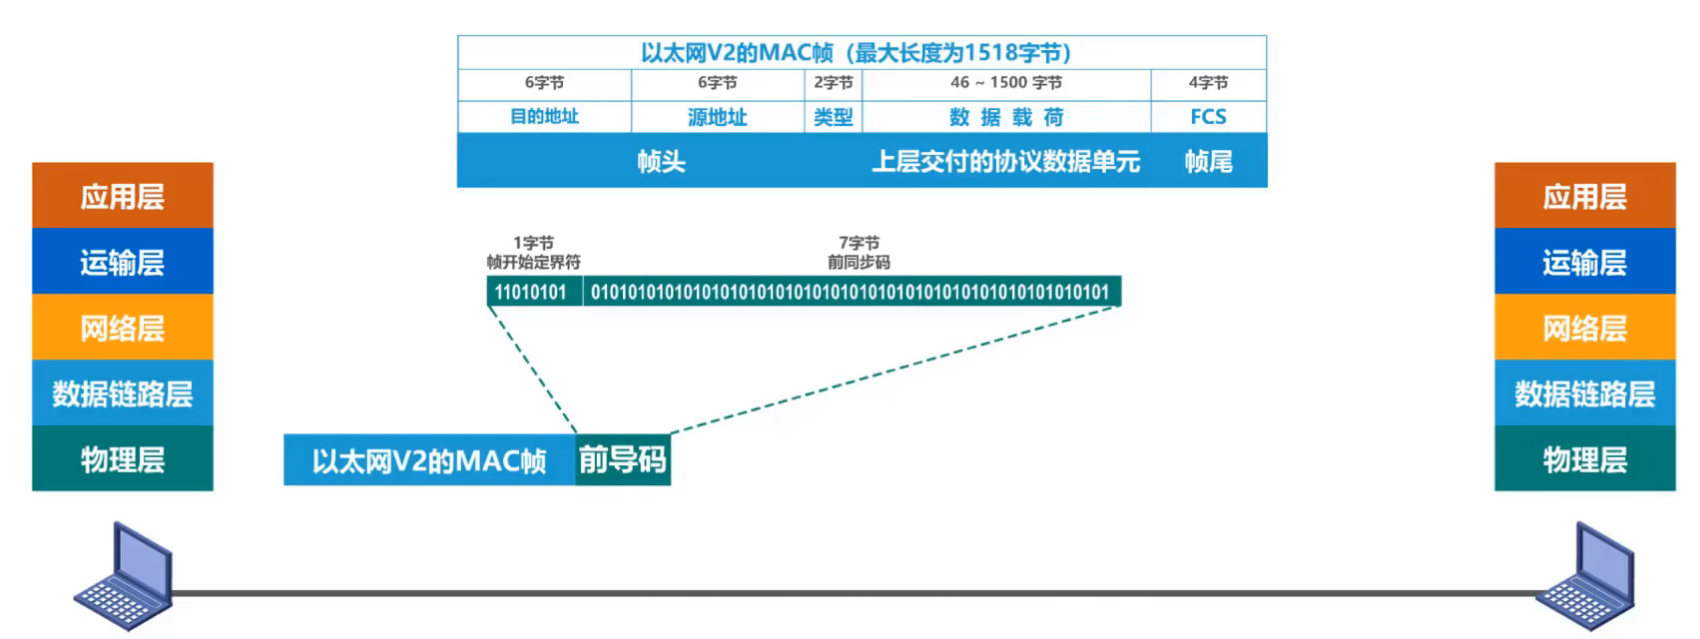 以太网V2的MAC帧（最大长度为1518字节）
6字节 6字节 2字节 46 ~ 1500 字节 4字节
目的地址 源地址 类型 数 据 载 荷 FCS
帧头 上层交付的协议数据单元 帧尾
应用层
运输层
网络层
数据链路层
物理层
1字节
帧开始定界符
7字节
前同步码
11010101 01010101010101010101010101010101010101010101010101010101
以太网V2的MAC帧 前导码
应用层
运输层
网络层
数据链路层
物理层